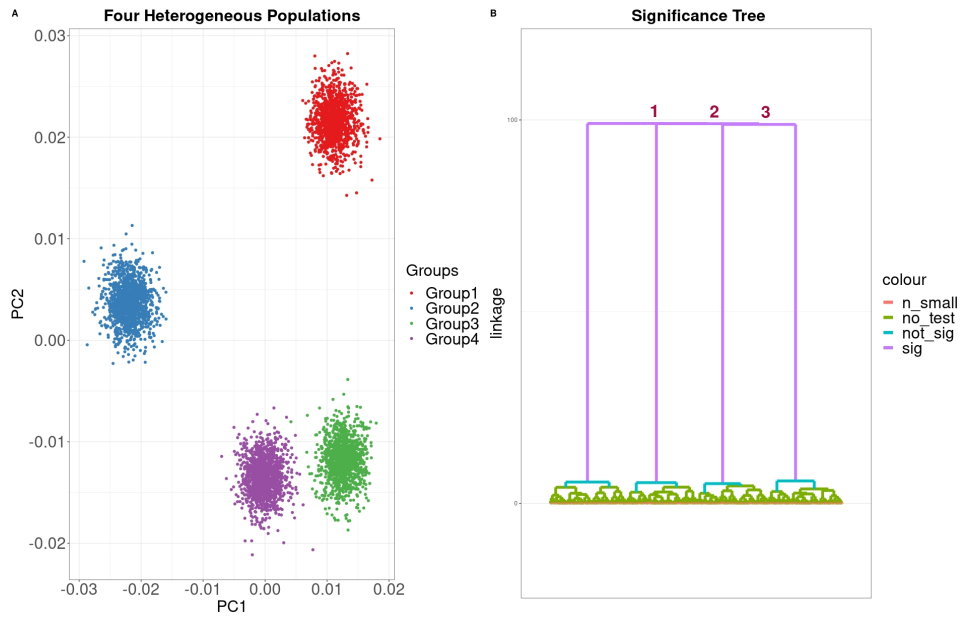 A
Four Heterogeneous Populations
0.03
0.02
0.01
0.00
-0.01
-0.02
PC2
-0.03
-0.02
-0.01
0.00
0.01
0.02
PC1
Groups
Group1
Group2
Group3
Group4
B
Significance Tree
1
2
3
100
0
linkage
colour
n_small
no_test
not_sig
sig